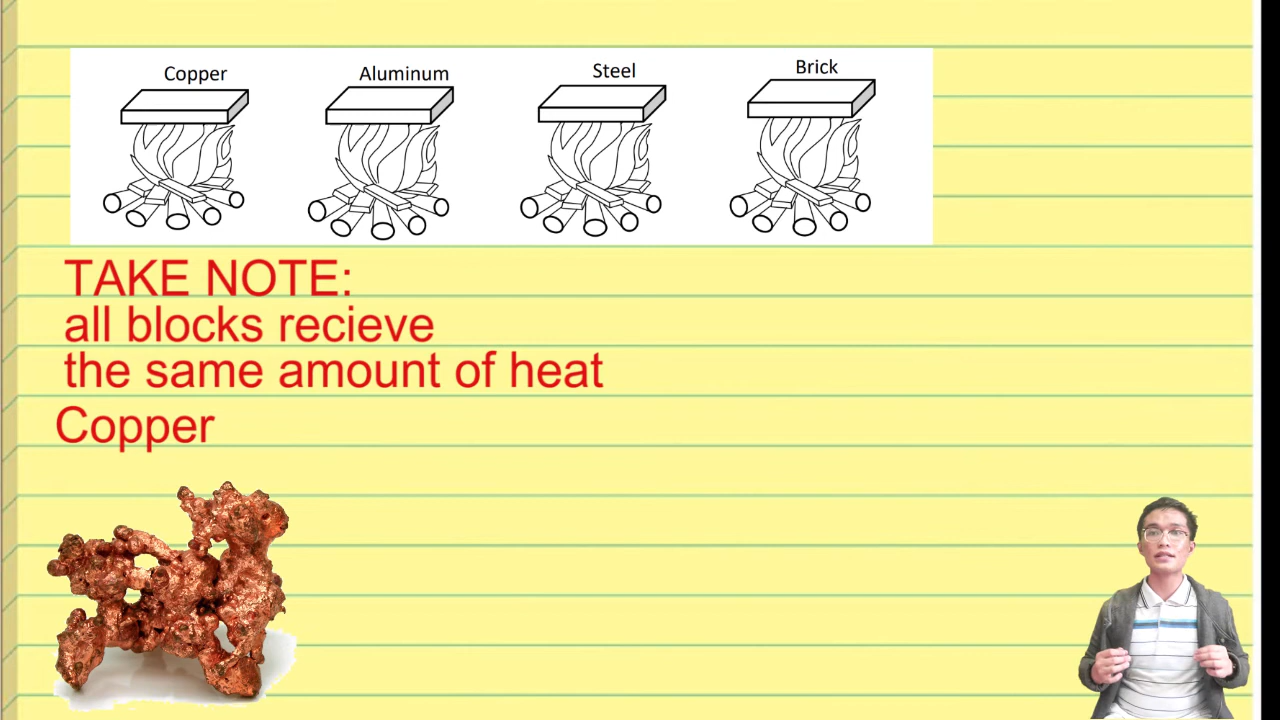 Copper
Aluminum
Steel
Brick
TAKE NOTE:
all blocks recieve
the same amount of heat
Copper